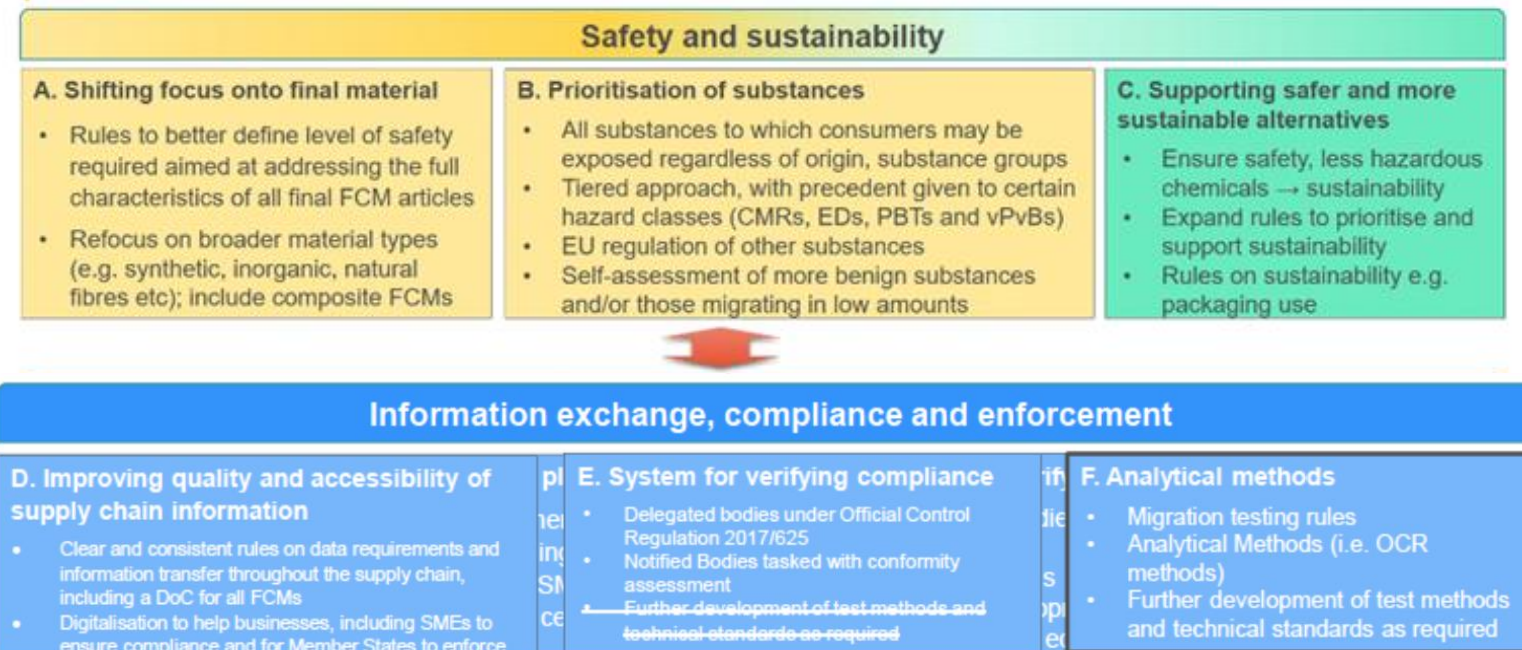 Safety and sustainability
A. Shifting focus onto final material
• Rules to better define level of safety
required aimed at addressing the full
characteristics of all final FCM articles
• Refocus on broader material types
(e.g. synthetic, inorganic, natural
fibres etc); include composite FCMs
B. Prioritisation of substances
• All substances to which consumers may be
exposed regardless of origin, substance groups
• Tiered approach, with precedent given to certain
hazard classes (CMRs, EDs, PBTs and vPvBs)
• EU regulation of other substances
• Self-assessment of more benign substances
and/or those migrating in low amounts
C. Supporting safer and more
sustainable alternatives
• Ensure safety, less hazardous
chemicals → sustainability
• Expand rules to prioritise and
support sustainability
• Rules on sustainability e.g.
packaging use
Information exchange, compliance and enforcement
D. Improving quality and accessibility of
supply chain information
• Clear and consistent rules on data requirements and
information transfer throughout the supply chain,
including a DoC for all FCMs
• Digitalisation to help businesses, including SMEs to
ensure compliance and for Member States to enforce
E. System for verifying compliance
• Delegated bodies under Official Control
Regulation 2017/625
• Notified Bodies tasked with conformity
assessment
• Further development of test methods and
technical standards as required
F. Analytical methods
• Migration testing rules
• Analytical Methods (i.e. OCR
methods)
• Further development of test methods
and technical standards as required